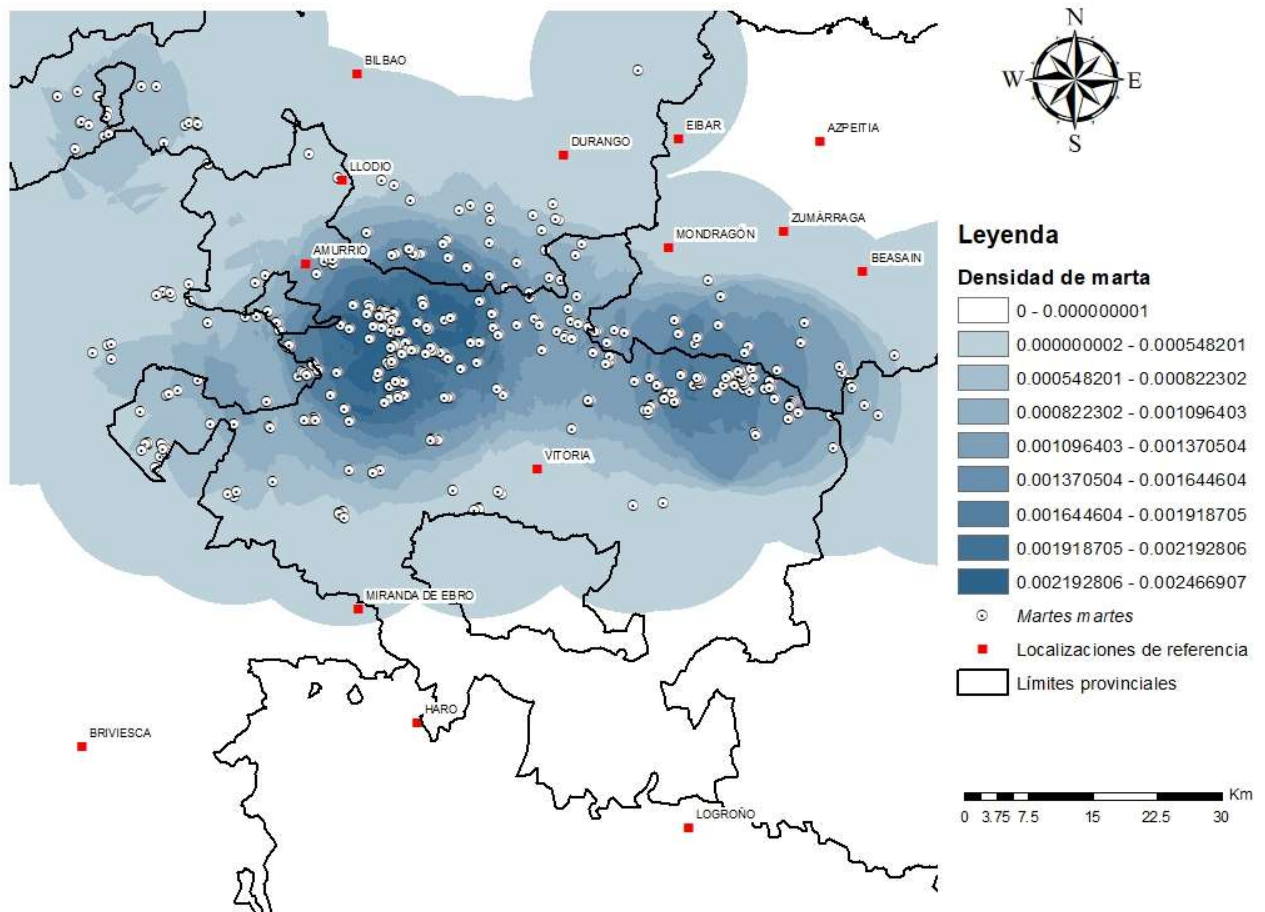 N
W E
S
BILBAO
DURANGO
EIBAR
AZPEITIA
LLODIO
AMURRIO
MONDRAGÓN
ZUMÁRRAGA
BEASAIN
VITORIA
MIRANDA DE EBRO
HARO
BRIVIESCA
LOGROÑO
Leyenda
Densidad de marta
0 - 0.000000001
0.000000002 - 0.000548201
0.000548201 - 0.000822302
0.000822302 - 0.001096403
0.001096403 - 0.001370504
0.001370504 - 0.001644604
0.001644604 - 0.001918705
0.001918705 - 0.002192806
0.002192806 - 0.002466907
Martes martes
Localizaciones de referencia
Límites provinciales
Km
0 3.75 7.5 15 22.5 30